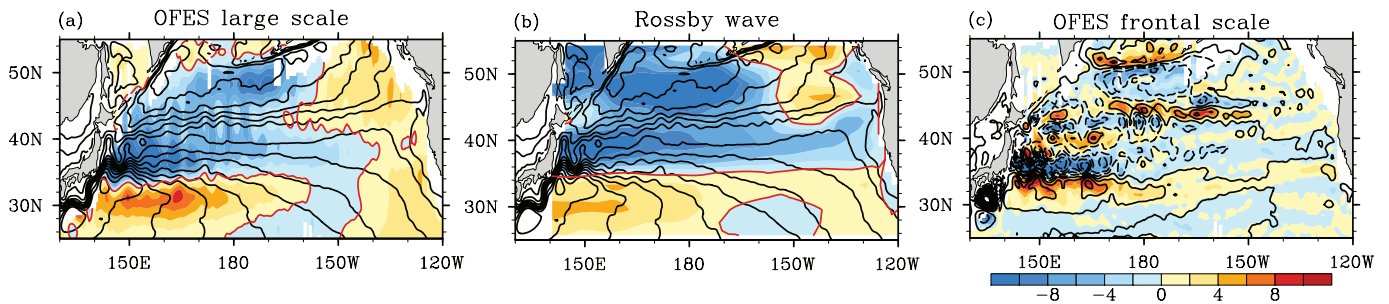 (a) OFES large scale
50N
40N
30N
150E 180 150W 120W
(b) Rossby wave
50N
40N
30N
150E 180 150W 120W
(c) OFES frontal scale
50N
40N
30N
150E 180 150W 120W
-8 -4 0 4 8